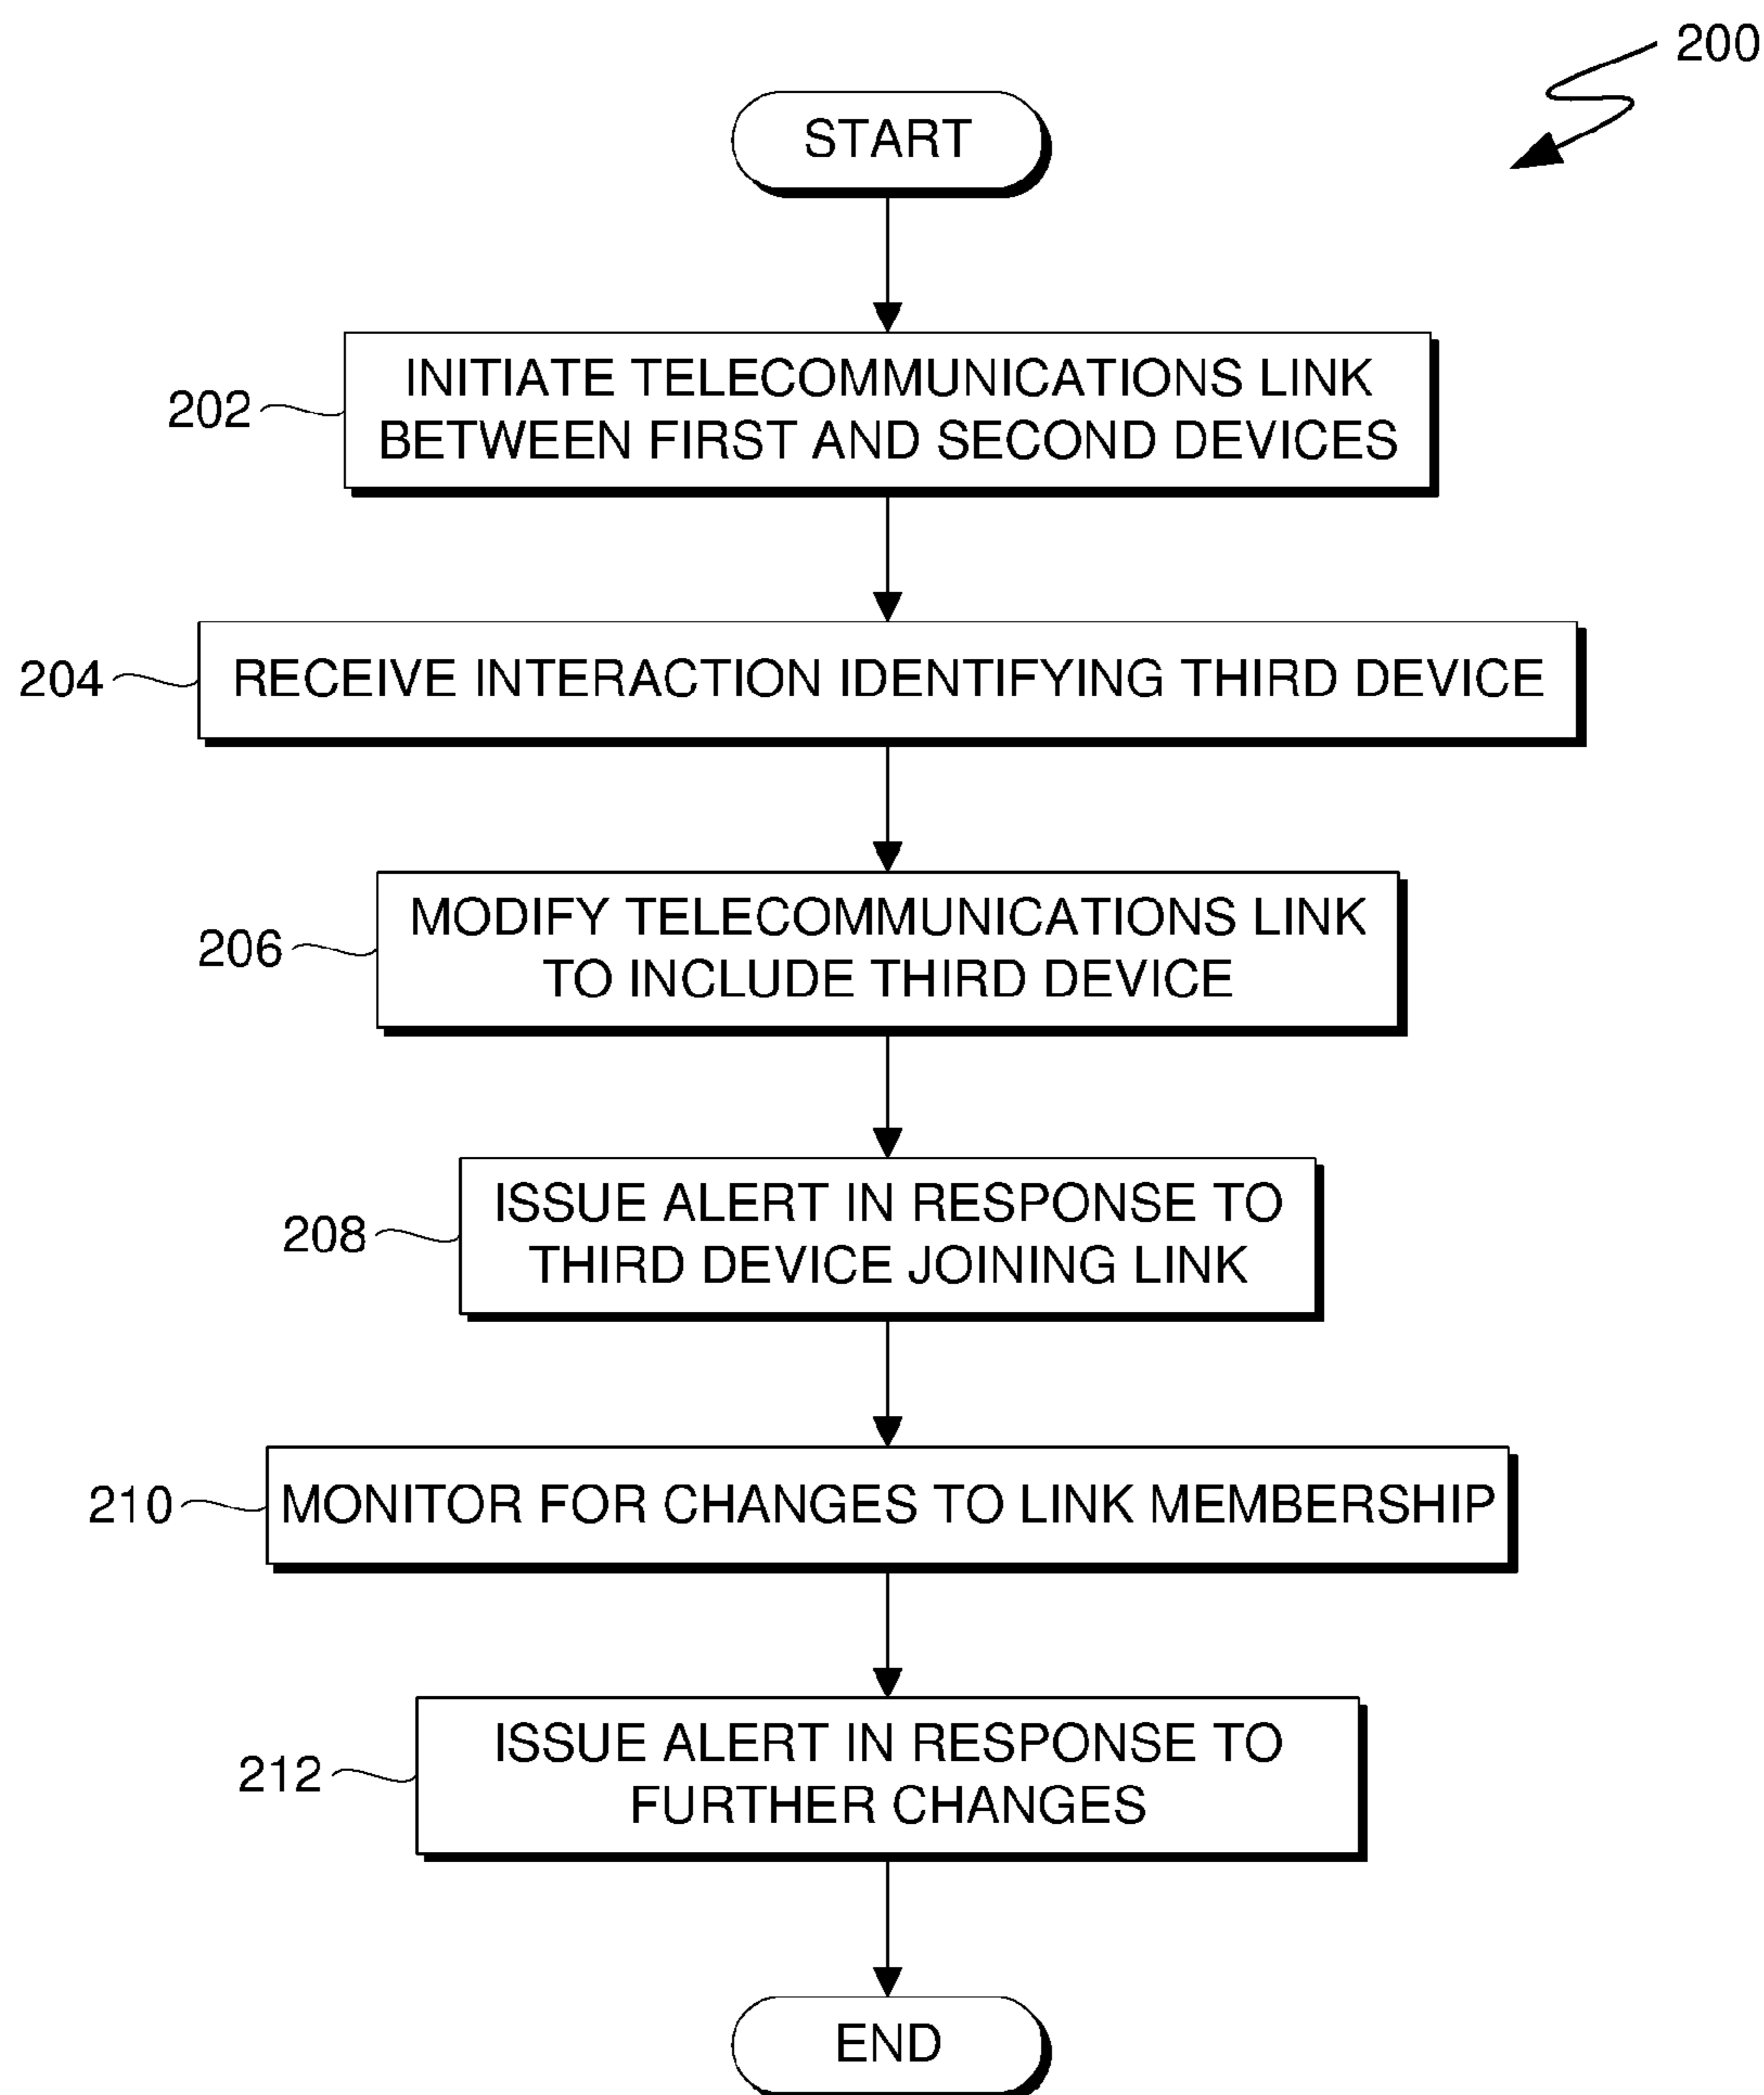 200
START
202
INITIATE TELECOMMUNICATIONS LINK
BETWEEN FIRST AND SECOND DEVICES
204
RECEIVE INTERACTION IDENTIFYING THIRD DEVICE
206
MODIFY TELECOMMUNICATIONS LINK
TO INCLUDE THIRD DEVICE
208
ISSUE ALERT IN RESPONSE TO
THIRD DEVICE JOINING LINK
210
MONITOR FOR CHANGES TO LINK MEMBERSHIP
212
ISSUE ALERT IN RESPONSE TO
FURTHER CHANGES
END